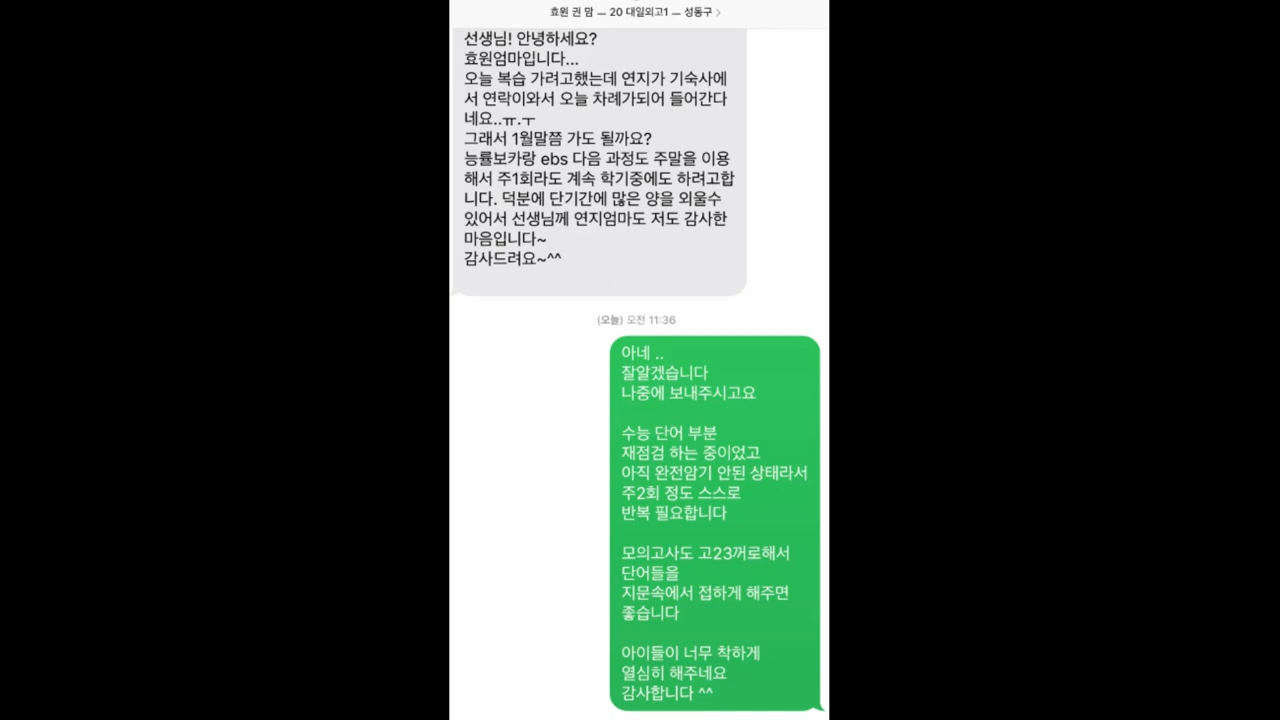 효원 권 맘 — 20 대일외고1 — 성동구 >
선생님! 안녕하세요?
효원엄마입니다...
오늘 복습 가려고했는데 연지가 기숙사에
서 연락이와서 오늘 차례가되어 들어간다
네요..ㅠ.ㅜ
그래서 1월말쯤 가도 될까요?
능률보카랑 ebs 다음 과정도 주말을 이용
해서 주1회라도 계속 학기중에도 하려고합
니다. 덕분에 단기간에 많은 양을 외울수
있어서 선생님께 연지엄마도 저도 감사한
마음입니다~
감사드려요~^^
(오늘) 오전 11:36
아네 ..
잘알겠습니다
나중에 보내주시고요
수능 단어 부분
재점검 하는 중이었고
아직 완전암기 안된 상태라서
주2회 정도 스스로
반복 필요합니다
모의고사도 고23꺼로해서
단어들을
지문속에서 접하게 해주면
좋습니다
아이들이 너무 착하게
열심히 해주네요
감사합니다 ^^